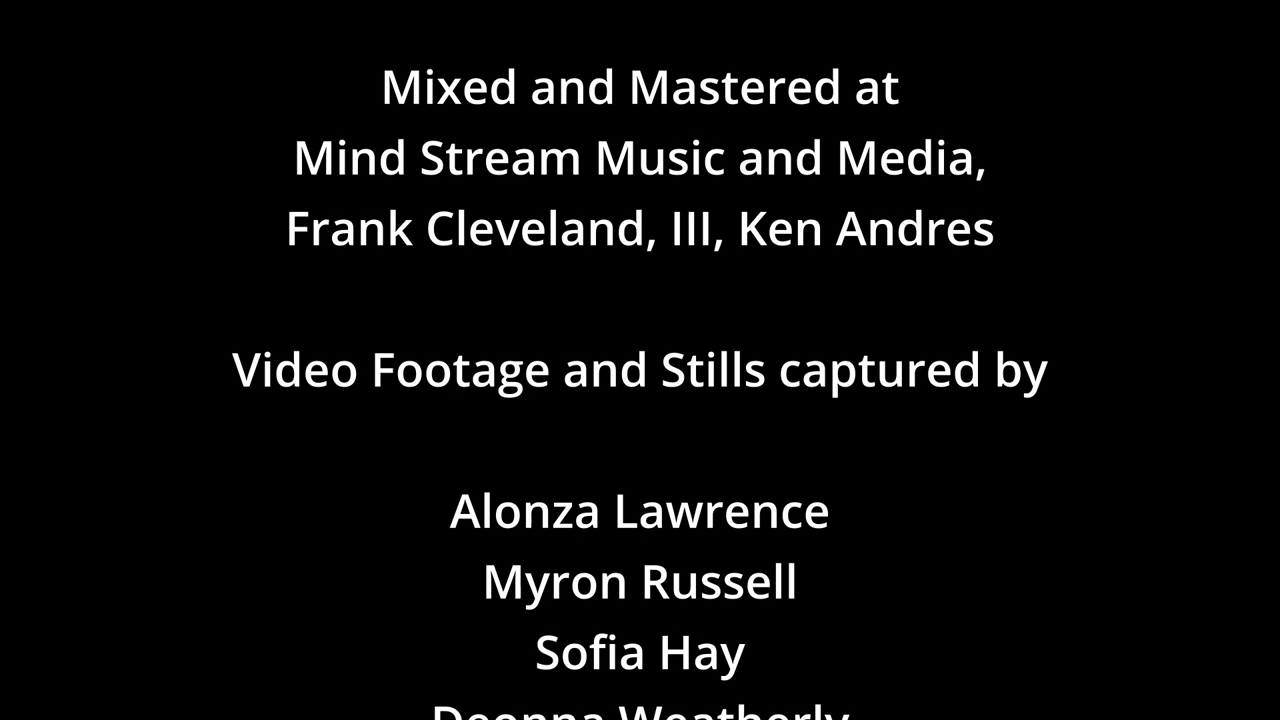 Mixed and Mastered at
Mind Stream Music and Media,
Frank Cleveland, III, Ken Andres
Video Footage and Stills captured by
Alonza Lawrence
Myron Russell
Sofia Hay
Weatherly